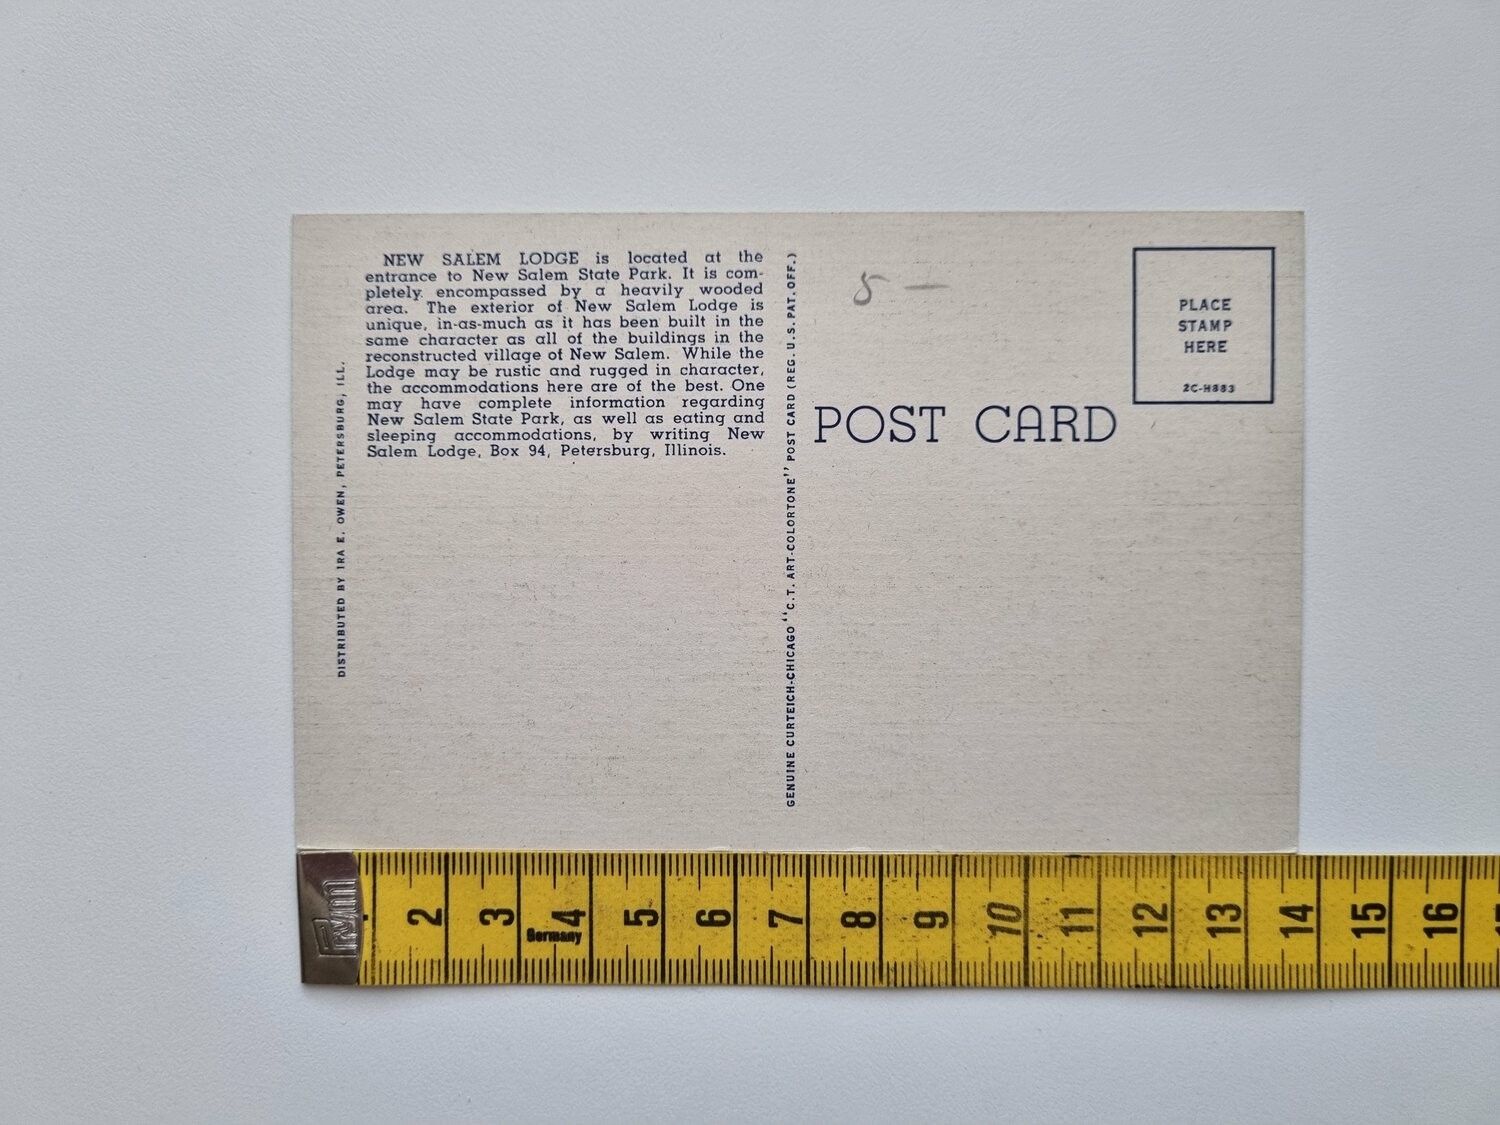 NEW SALEM LODGE is located at the
entrance to New Salem State Park. It is com-
pletely encompassed by a heavily wooded
area. The exterior of New Salem Lodge is
unique, in-as-much as it has been built in the
same character as all of the buildings in the
reconstructed village of New Salem. While the
Lodge may be rustic and rugged in character,
the accommodations here are of the best. One
may have complete information regarding
New Salem State Park, as well as eating and
sleeping accommodations, by writing New
Salem Lodge, Box 94, Petersburg, Illinois.
DISTRIBUTED BY IRA E. OWEN, PETERSBURG, ILL.
GENUINE CURTEICH-CHICAGO "C.T. ART-COLORTONE" POST CARD (REG. U.S. PAT. OFF.)
5 —
POST CARD
PLACE
STAMP
HERE
2C-H883
2 3 4 5 6 7 8 9 10 11 12 13 14 15 16
Germany